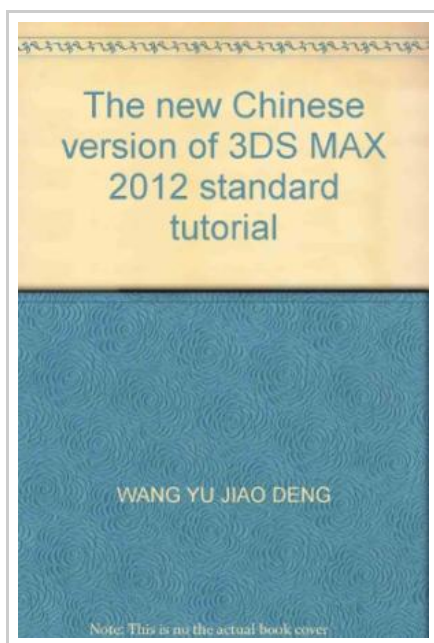 The new Chinese
version of 3DS MAX
2012 standard
tutorial
WANG YU JIAO DENG
Note: This is no the actual book cover